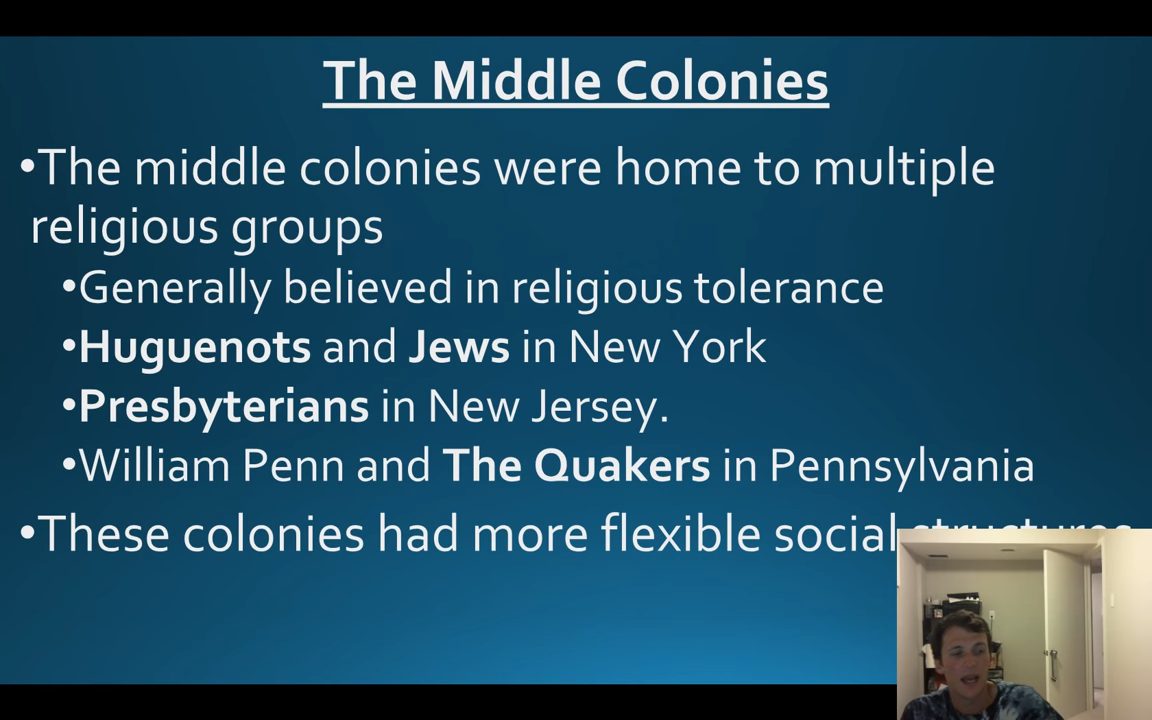 The Middle Colonies
•The middle colonies were home to multiple
religious groups
•Generally believed in religious tolerance
•Huguenots and Jews in New York
•Presbyterians in New Jersey.
•William Penn and The Quakers in Pennsylvania
•These colonies had more flexible social structures